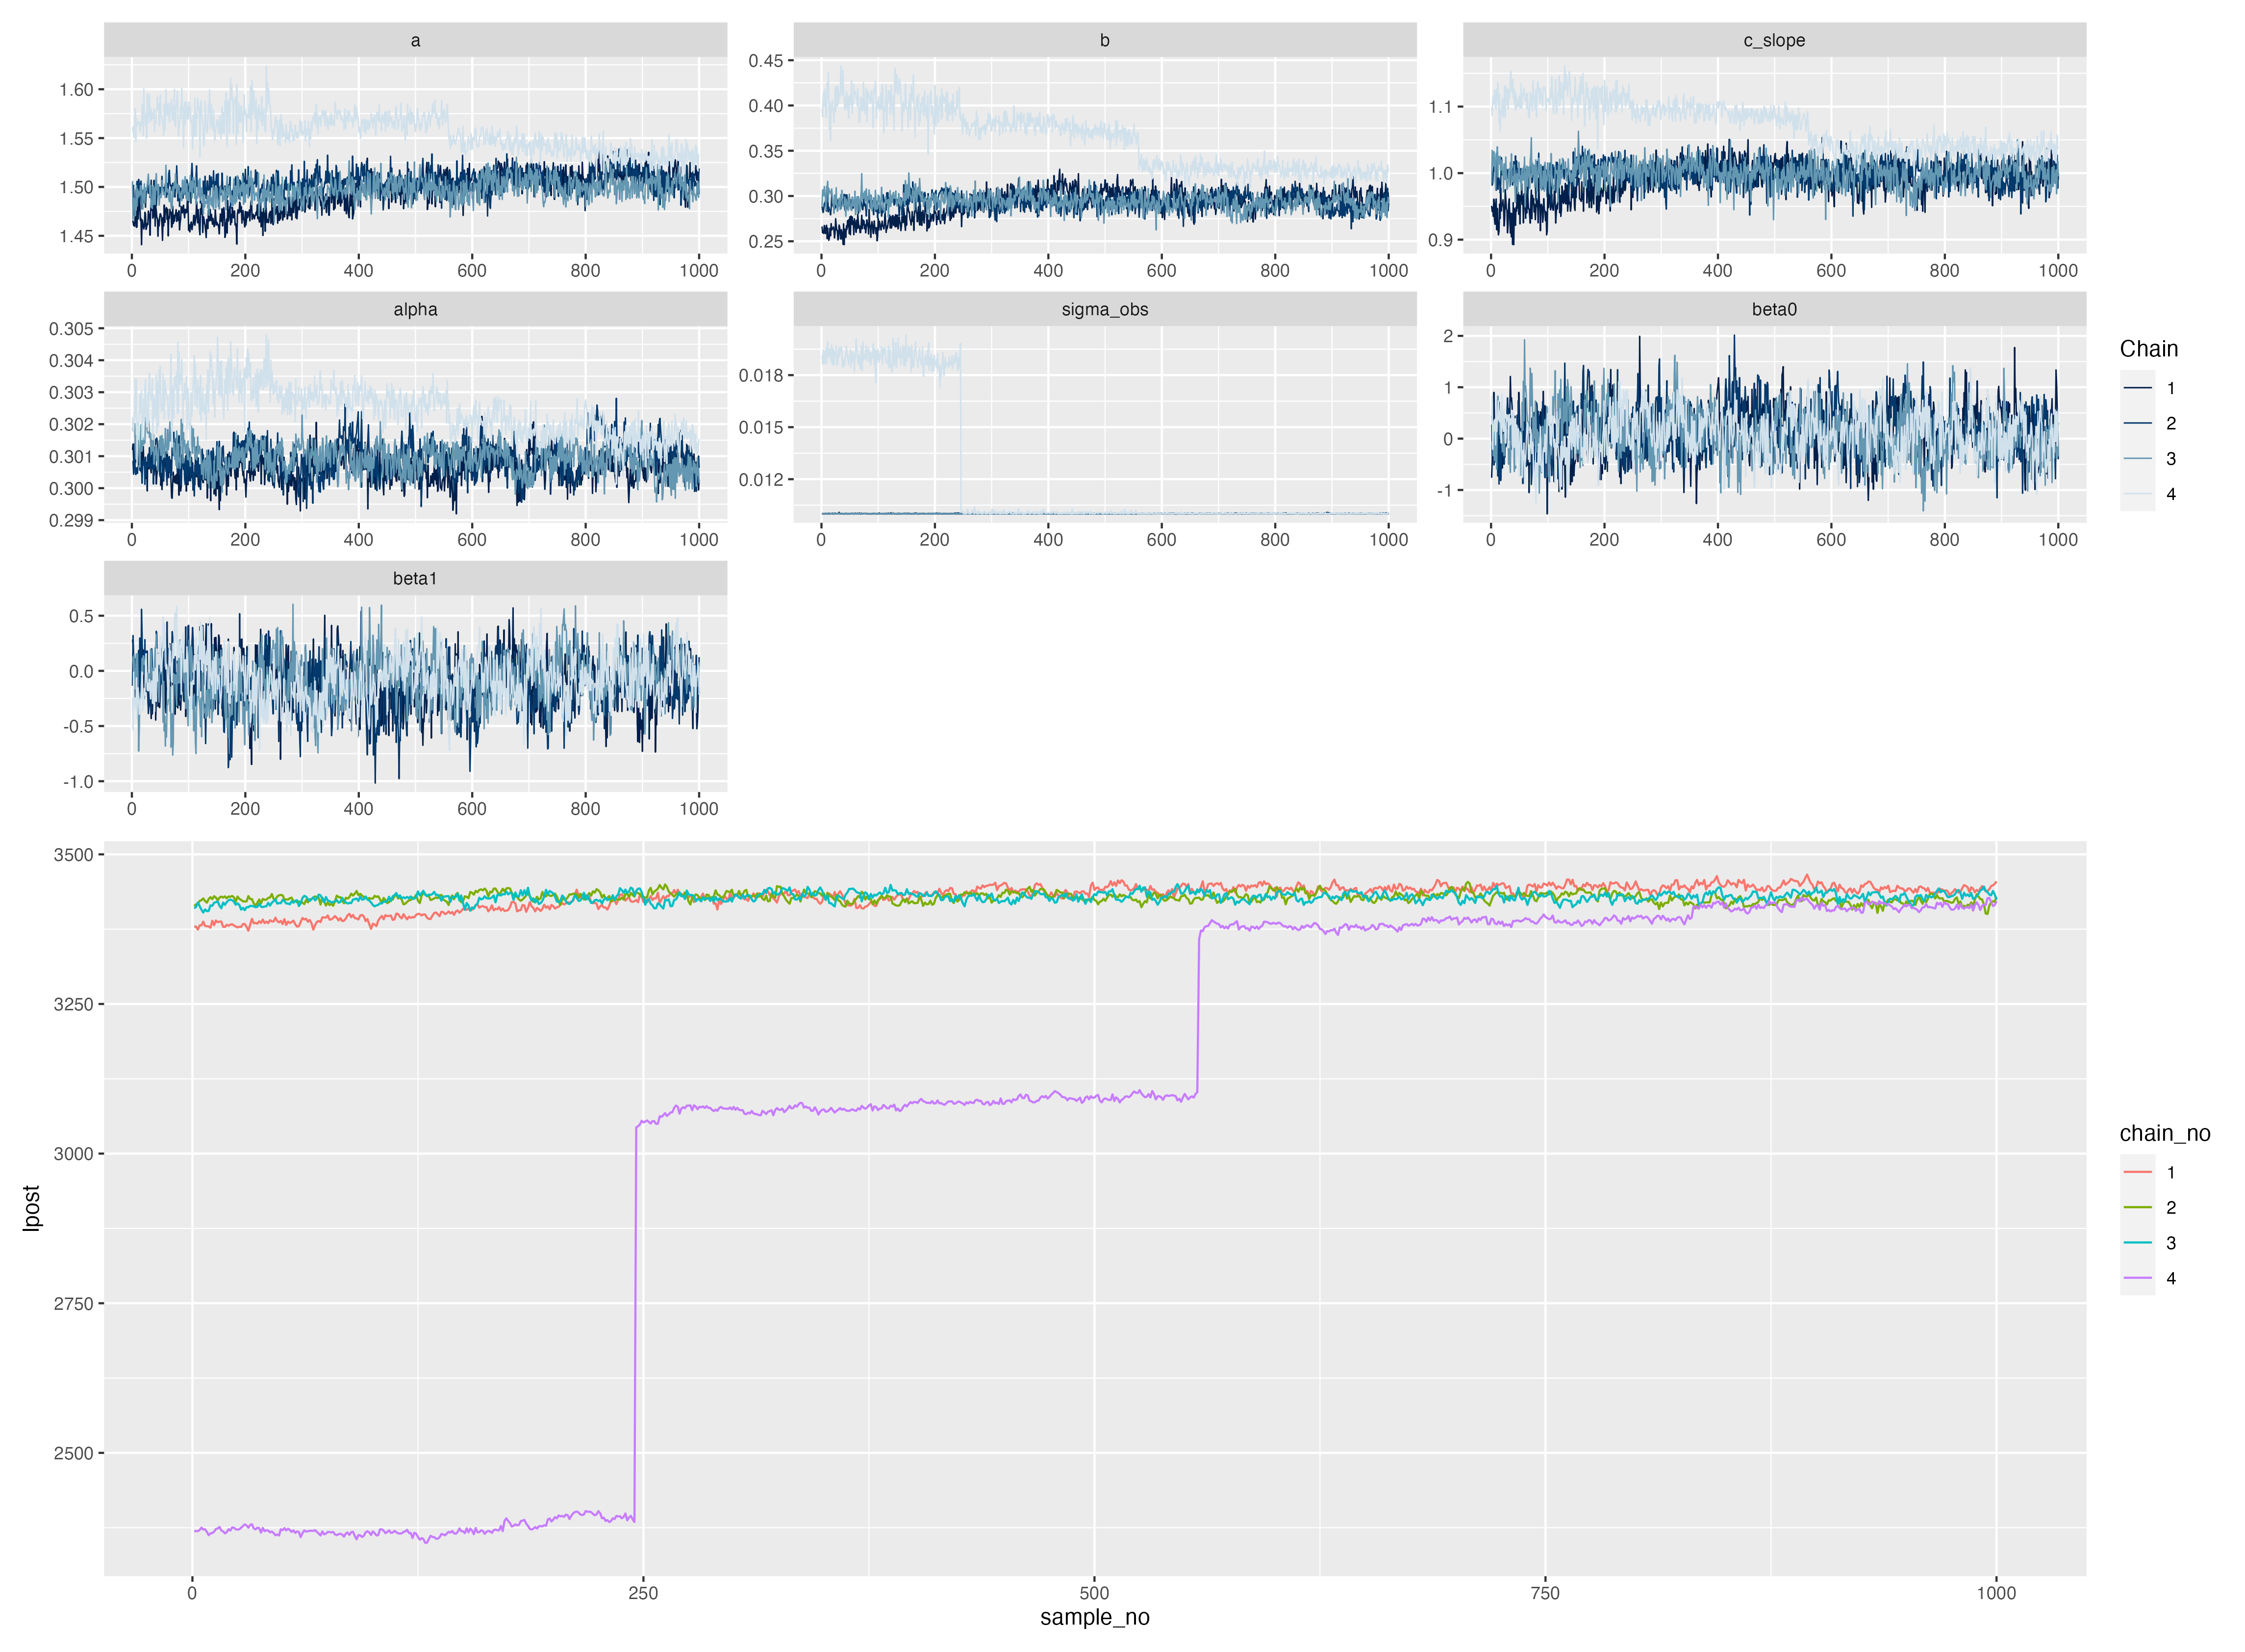 a
b
c_slope
1.60
1.55
1.50
1.45
0.45
0.40
0.35
0.30
0.25
1.1
1.0
0.9
0 200 400 600 800 1000
0 200 400 600 800 1000
0 200 400 600 800 1000
alpha
sigma_obs
beta0
0.305
0.304
0.303
0.302
0.301
0.300
0.299
0.018
0.015
0.012
2
1
0
-1
0 200 400 600 800 1000
0 200 400 600 800 1000
0 200 400 600 800 1000
Chain
1
2
3
4
beta1
0.5
0.0
-0.5
-1.0
0 200 400 600 800 1000
3500
3250
3000
2750
2500
lpost
0 250 500 750 1000
sample_no
chain_no
1
2
3
4